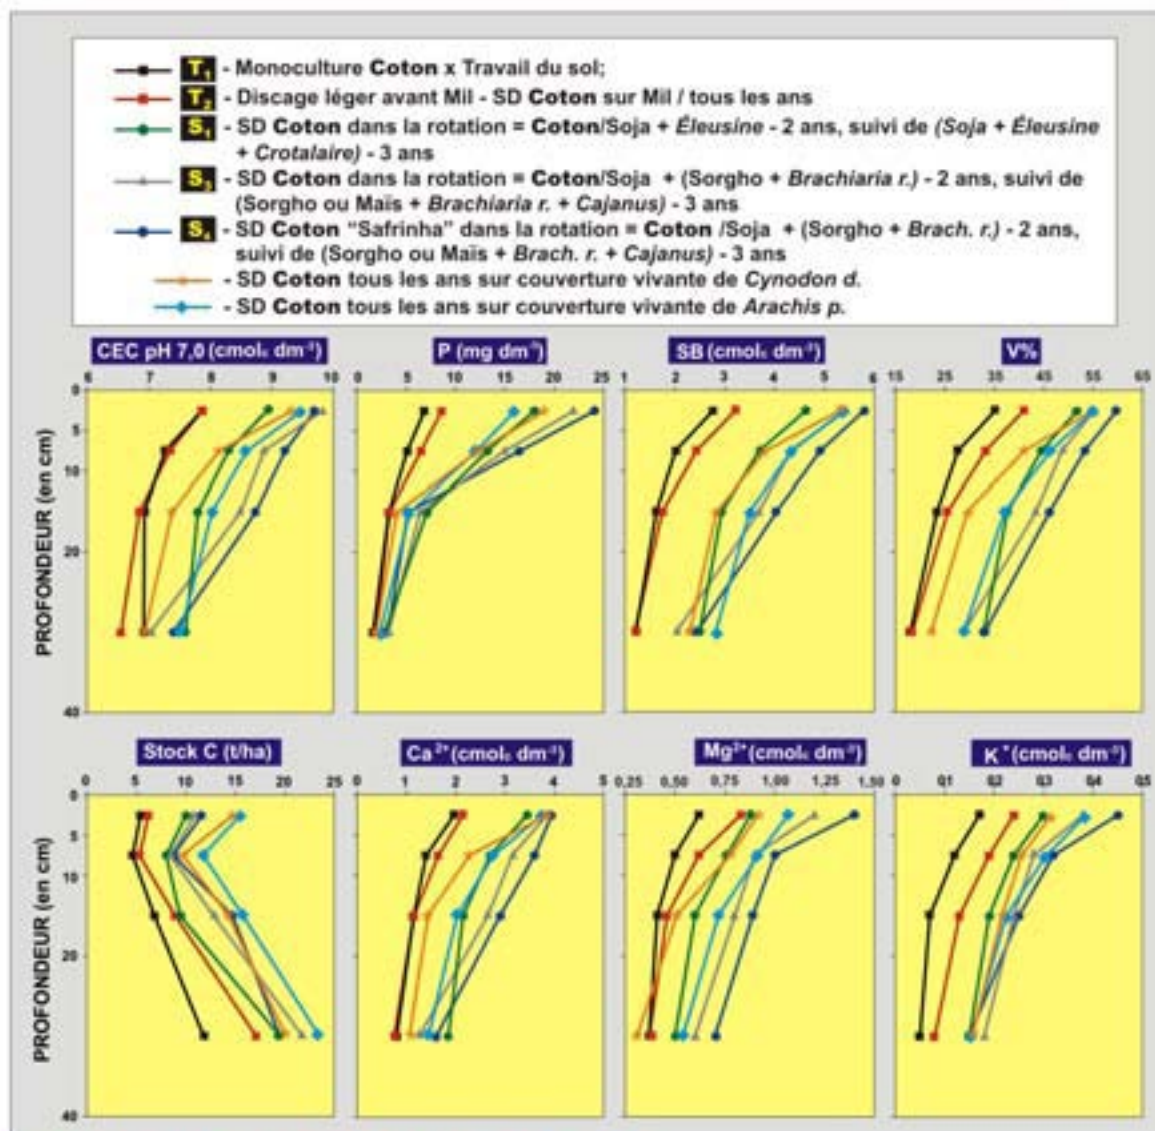 T₁ - Monoculture Coton x Travail du sol;
T₂ - Discage léger avant Mil - SD Coton sur Mil / tous les ans
S₁ - SD Coton dans la rotation = Coton/Soja + Éleusine - 2 ans, suivi de (Soja + Éleusine
+ Crotalaire) - 3 ans
S₃ - SD Coton dans la rotation = Coton/Soja + (Sorgho + Brachiaria r.) - 2 ans, suivi de
(Sorgho ou Maïs + Brachiaria r. + Cajanus) - 3 ans
S₄ - SD Coton "Safrinha" dans la rotation = Coton /Soja + (Sorgho + Brach. r.) - 2 ans,
suivi de (Sorgho ou Maïs + Brach. r. + Cajanus) - 3 ans
- SD Coton tous les ans sur couverture vivante de Cynodon d.
- SD Coton tous les ans sur couverture vivante de Arachis p.
CEC pH 7,0 (cmolc dm⁻³) P (mg dm⁻³) SB (cmolc dm⁻³) V%
6 7 8 9 10 0 5 10 15 20 25 1 2 3 4 5 6 15 25 35 45 55 65
0
5
10
20
40
PROFONDEUR (en cm)
Stock C (t/ha) Ca²⁺ (cmolc dm⁻³) Mg²⁺ (cmolc dm⁻³) K⁺ (cmolc dm⁻³)
0 5 10 15 20 25 0 1 2 3 4 5 0,25 0,50 0,75 1,00 1,25 1,50 0 0,1 0,2 0,3 0,4 0,5
0
5
10
20
40
PROFONDEUR (en cm)